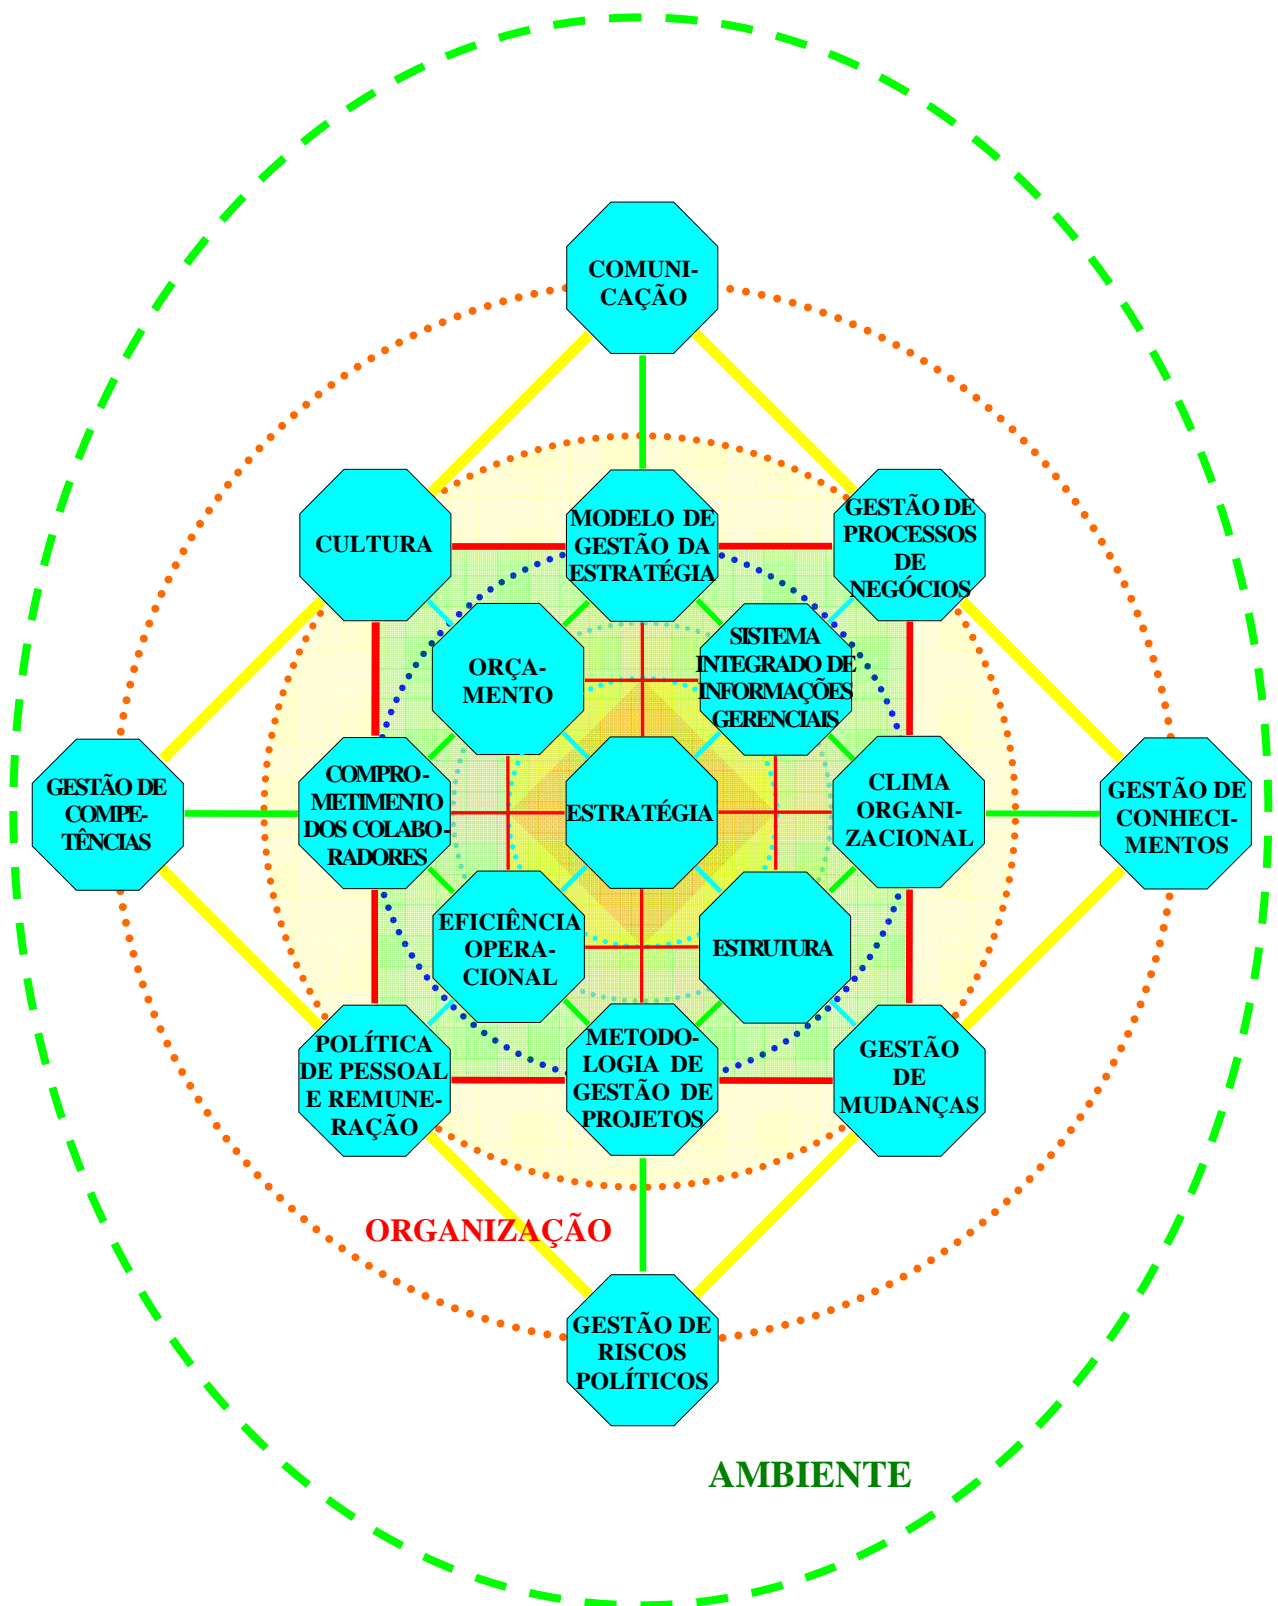 COMUNI-
CAÇÃO
CULTURA
MODELO DE
GESTÃO DA
ESTRATÉGIA
GESTÃO DE
PROCESSOS
DE
NEGÓCIOS
ORÇA-
MENTO
SISTEMA
INTEGRADO DE
INFORMAÇÕES
GERENCIAIS
GESTÃO DE
COMPE-
TÊNCIAS
COMPRO-
METIMENTO
DOS COLABO-
RADORES
ESTRATÉGIA
CLIMA
ORGANI-
ZACIONAL
GESTÃO DE
CONHECI-
MENTOS
EFICIÊNCIA
OPERA-
CIONAL
ESTRUTURA
POLÍTICA
DE PESSOAL
E REMUNE-
RAÇÃO
METODO-
LOGIA DE
GESTÃO DE
PROJETOS
GESTÃO
DE
MUDANÇAS
ORGANIZAÇÃO
GESTÃO DE
RISCOS
POLÍTICOS
AMBIENTE